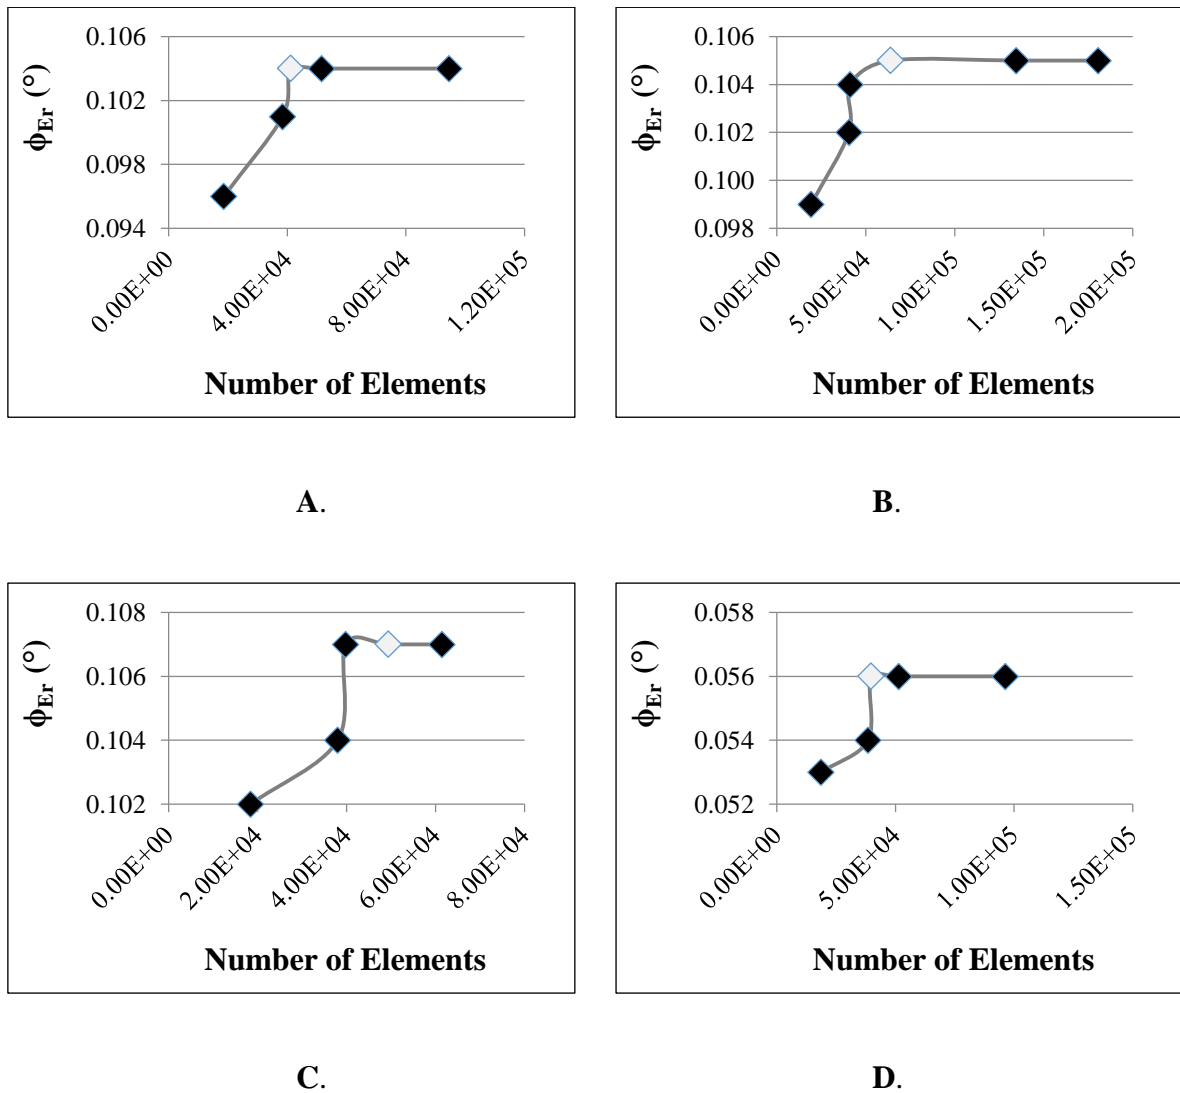 0.106
0.102
0.098
0.094
ϕEr (°)
0.00E+00
4.00E+04
8.00E+04
1.20E+05
Number of Elements
A.
0.106
0.104
0.102
0.100
0.098
ϕEr (°)
0.00E+00
5.00E+04
1.00E+05
1.50E+05
2.00E+05
Number of Elements
B.
0.108
0.106
0.104
0.102
ϕEr (°)
0.00E+00
2.00E+04
4.00E+04
6.00E+04
8.00E+04
Number of Elements
C.
0.058
0.056
0.054
0.052
ϕEr (°)
0.00E+00
5.00E+04
1.00E+05
1.50E+05
Number of Elements
D.